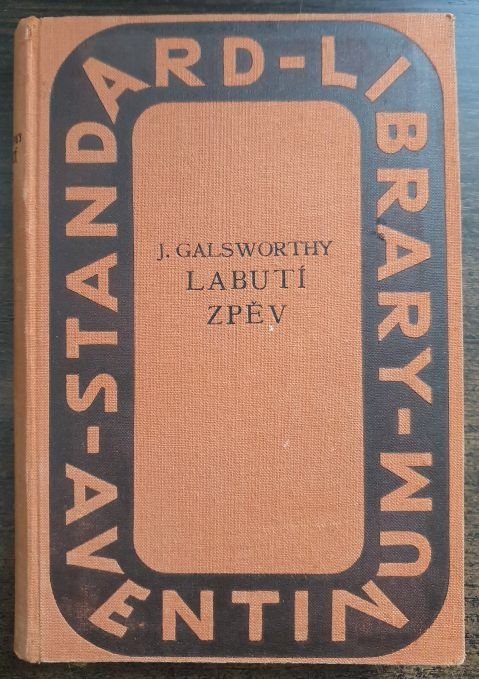 STANDARD-LIBRARY-AVENTINUM-
J. GALSWORTHY
LABUTÍ
ZPĚV